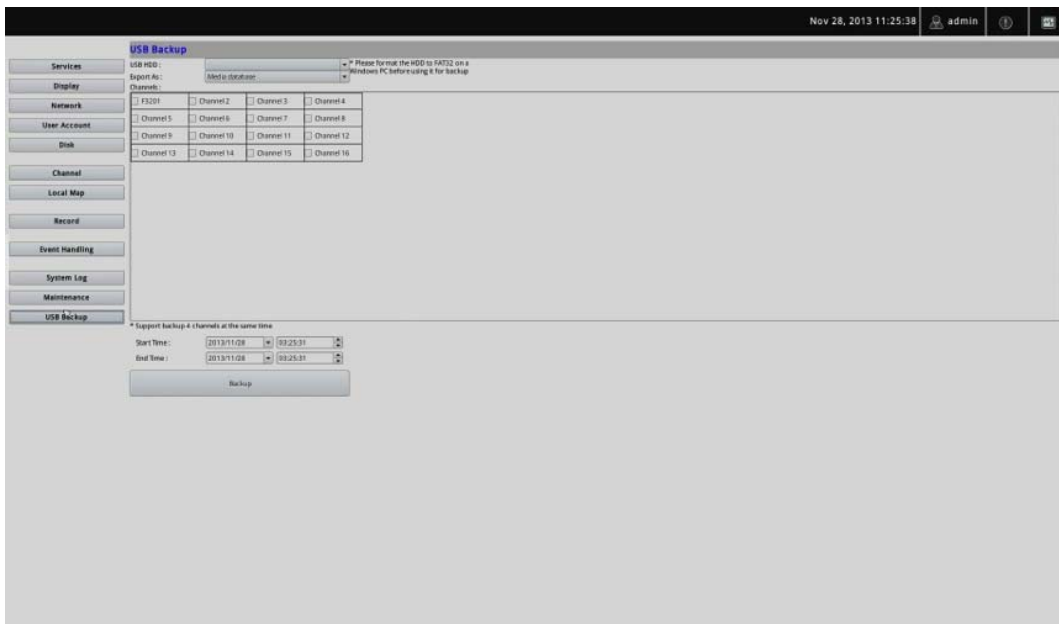 Nov 28, 2013 11:25:38 admin
USB Backup
Services
Display
Network
User Account
Disk
Channel
Local Map
Record
Event Handling
System Log
Maintenance
USB Backup
USB HDD :
* Please format the HDD to FAT32 on a
Windows PC before using it for backup
Export As : Media database
Channels :
F3201 Channel 2 Channel 3 Channel 4
Channel 5 Channel 6 Channel 7 Channel 8
Channel 9 Channel 10 Channel 11 Channel 12
Channel 13 Channel 14 Channel 15 Channel 16
* Support backup 4 channels at the same time
Start Time : 2013/11/28 03:25:31
End Time : 2013/11/28 03:25:31
Backup